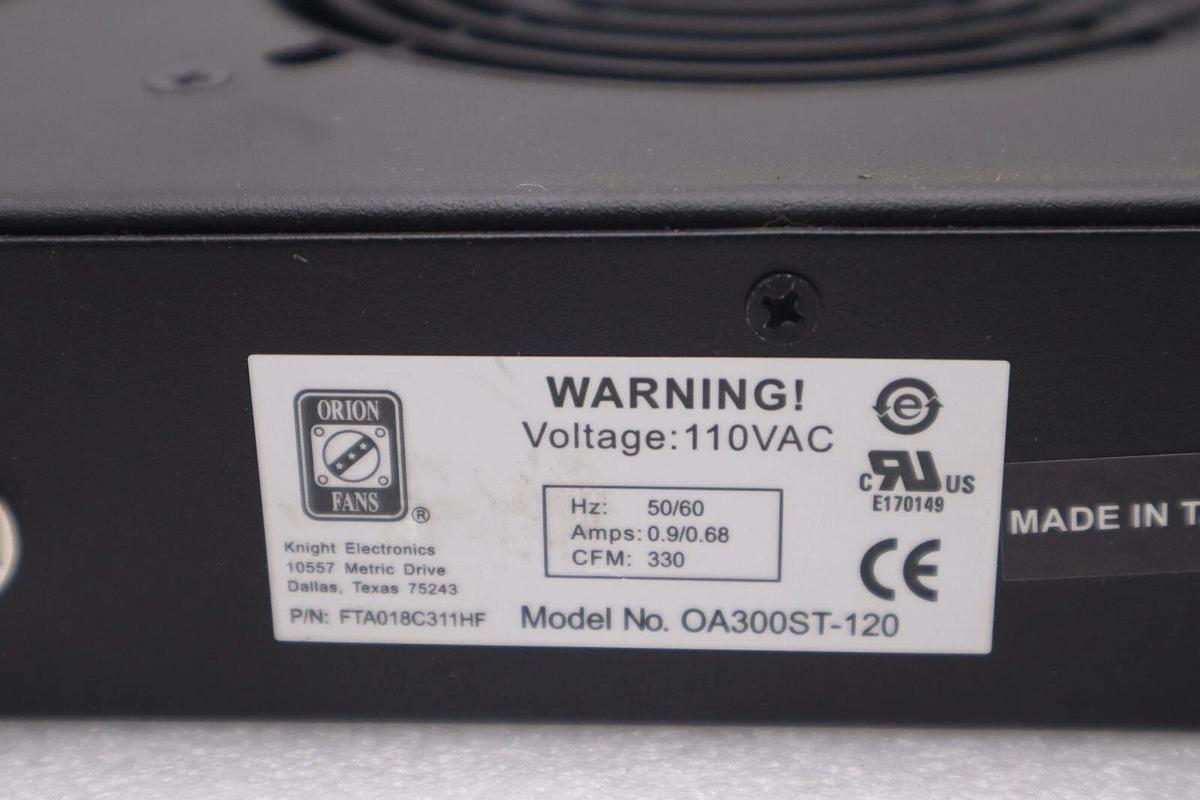 ORION
FANS
®
Knight Electronics
10557 Metric Drive
Dallas, Texas 75243
P/N: FTA018C311HF
WARNING!
Voltage:110VAC
Hz: 50/60
Amps: 0.9/0.68
CFM: 330
Model No. OA300ST-120
e
C RU US
E170149
CE
MADE IN